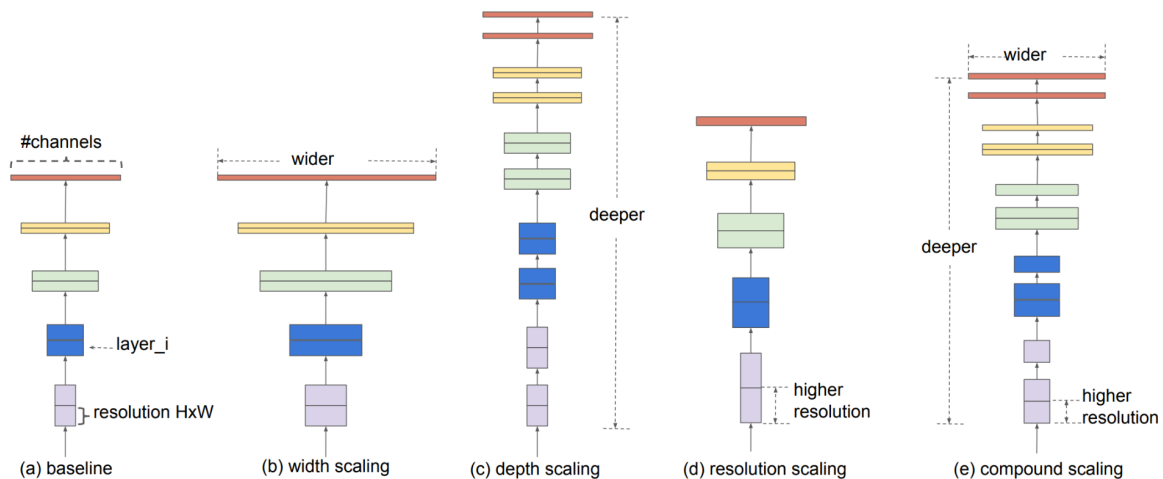 #channels
layer_i
resolution HxW
(a) baseline
wider
(b) width scaling
deeper
(c) depth scaling
higher
resolution
(d) resolution scaling
wider
deeper
higher
resolution
(e) compound scaling